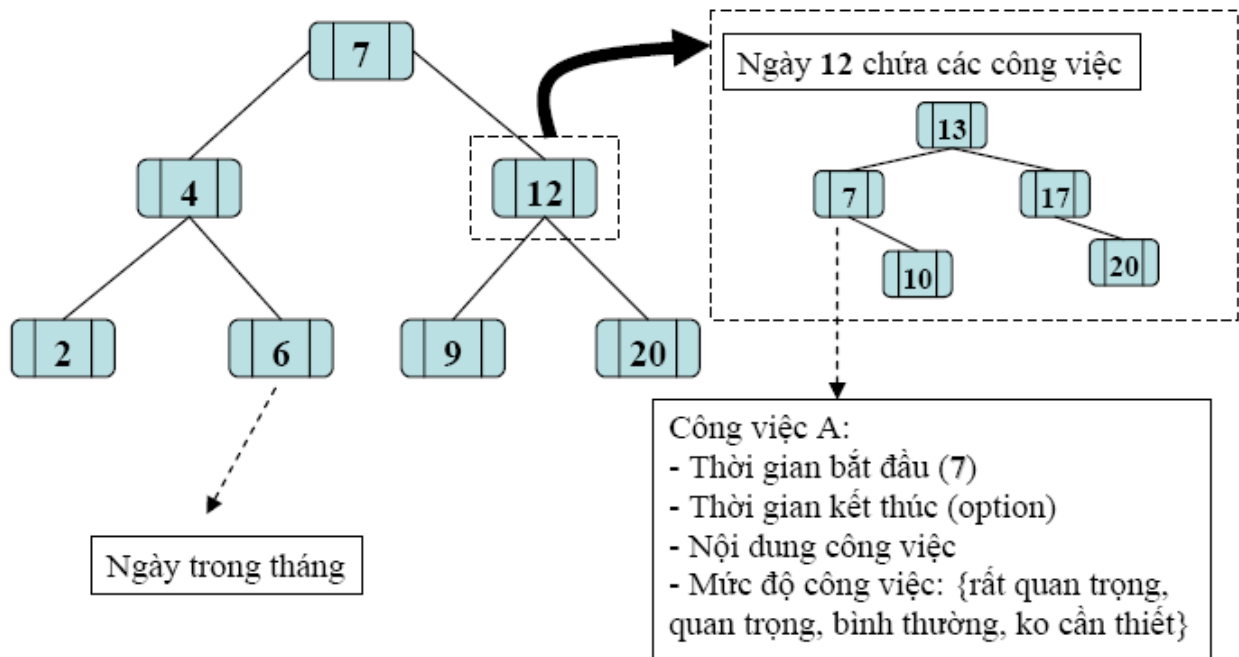 7
4
12
2
6
9
20
Ngày trong tháng
Ngày 12 chứa các công việc
13
7
17
10
20
Công việc A:
- Thời gian bắt đầu (7)
- Thời gian kết thúc (option)
- Nội dung công việc
- Mức độ công việc: {rất quan trọng,
quan trọng, bình thường, ko cần thiết}